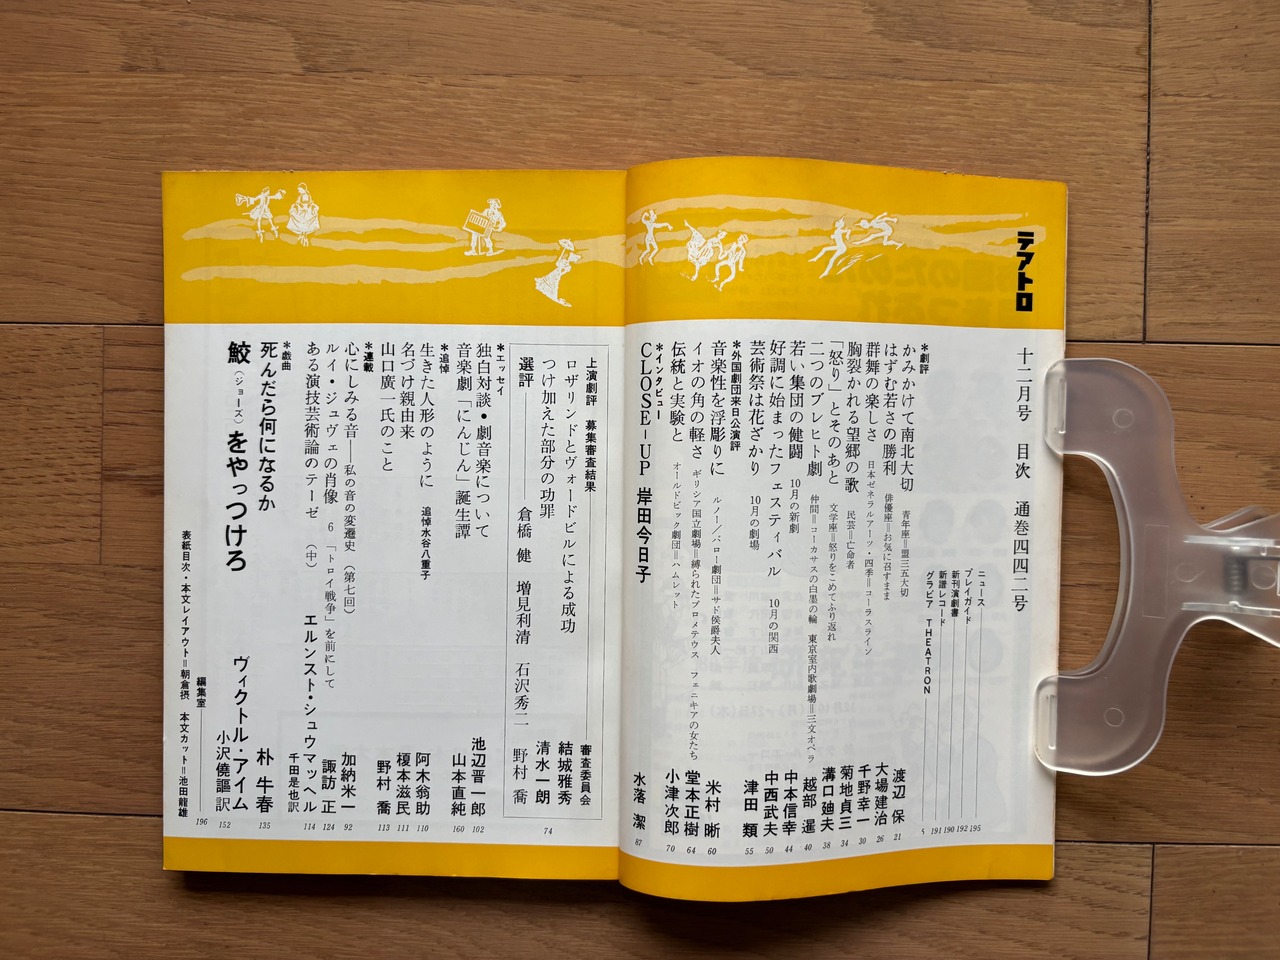 テアトロ
十二月号　目次　通巻四四二号
ニュース 195
プレイガイド 192
新刊演劇書 190
新譜レコード 191
グラビア THEATRON 5
*劇評
かみかけて南北大切　青年座=盟三五大切　渡辺保 21
はずむ若さの勝利　俳優座=お気に召すまま　大場建治 26
群舞の楽しさ　日本ゼネラルアーツ・四季=コーラスライン　千野幸一 30
胸裂かれる望郷の歌　民芸=亡命者　菊地貞三 34
「怒り」とそのあと　文学座=怒りをこめてふり返れ　溝口廸夫 38
二つのブレヒト劇　仲間=コーカサスの白墨の輪　東京室内歌劇場=三文オペラ　越部暹 40
若い集団の健闘　10月の新劇　中本信幸 44
好調に始まったフェスティバル　10月の関西　中西武夫 50
芸術祭は花ざかり　10月の劇場　津田類 55
*外国劇団来日公演評
音楽性を浮彫りに　ルノー/バロー劇団=サド侯爵夫人　米村晰 60
イオの角の軽さ　ギリシア国立劇場=縛られたプロメテウス　フェニキアの女たち　堂本正樹 64
伝統と実験と　オールドビック劇団=ハムレット　小津次郎 70
*インタビュー
CLOSE-UP 岸田今日子　水落潔 87
上演劇評　募集審査結果　審査委員会
ロザリンドとヴォードビルによる成功　結城雅秀
つけ加えた部分の功罪　清水一朗
選評　倉橋健　増見利清　石沢秀二　野村喬 74
*エッセイ
独白対談・劇音楽について　池辺晋一郎 102
音楽劇「にんじん」誕生譚　山本直純 160
*追悼
生きた人形のように　追悼水谷八重子　阿木翁助 110
名づけ親由来　榎本滋民 111
山口廣一氏のこと　野村喬 113
*連載
心にしみる音——私の音の変遷史（第七回）　加納米一 92
ルイ・ジュヴェの肖像　6「トロイ戦争」を前にして　諏訪正 124
ある演技芸術論のテーゼ（中）　エルンスト・シュウマッヘル　千田是也訳 114
*戯曲
死んだら何になるか　朴牛春 135
鮫（ジョーズ）をやっつけろ　ヴィクトル・アイム　小沢僥謳訳 152
編集室 196
表紙目次・本文レイアウト=朝倉摂　本文カット=池田龍雄